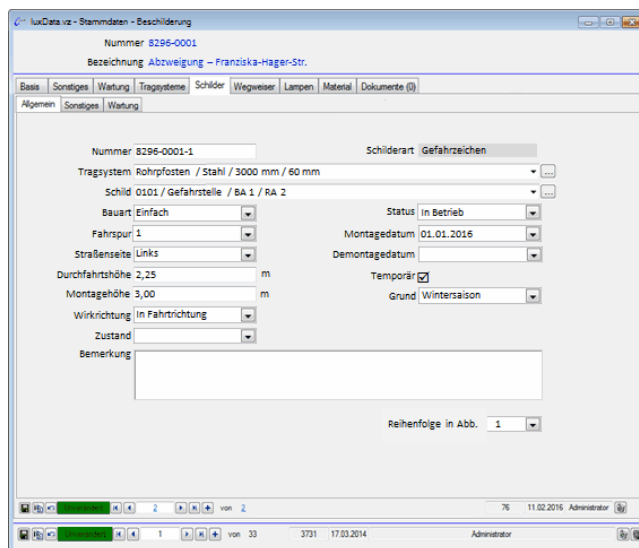 luxData.vz - Stammdaten - Beschilderung
Nummer 8296-0001
Bezeichnung Abzweigung – Franziska-Hager-Str.
Basis Sonstiges Wartung Tragsysteme Schilder Wegweiser Lampen Material Dokumente (0)
Allgemein Sonstiges Wartung
Nummer 8296-0001-1 Schilderart Gefahrzeichen
Tragsystem Rohrpfosten / Stahl / 3000 mm / 60 mm ...
Schild 0101 / Gefahrstelle / BA 1 / RA 2 ...
Bauart Einfach Status In Betrieb
Fahrspur 1 Montagedatum 01.01.2016
Straßenseite Links Demontagedatum
Durchfahrtshöhe 2,25 m Temporär
Montagehöhe 3,00 m Grund Wintersaison
Wirkrichtung In Fahrtrichtung
Zustand
Bemerkung
Reihenfolge in Abb. 1
Unverändert 2 von 2 76 11.02.2016 Administrator
Unverändert 1 von 33 3731 17.03.2014 Administrator